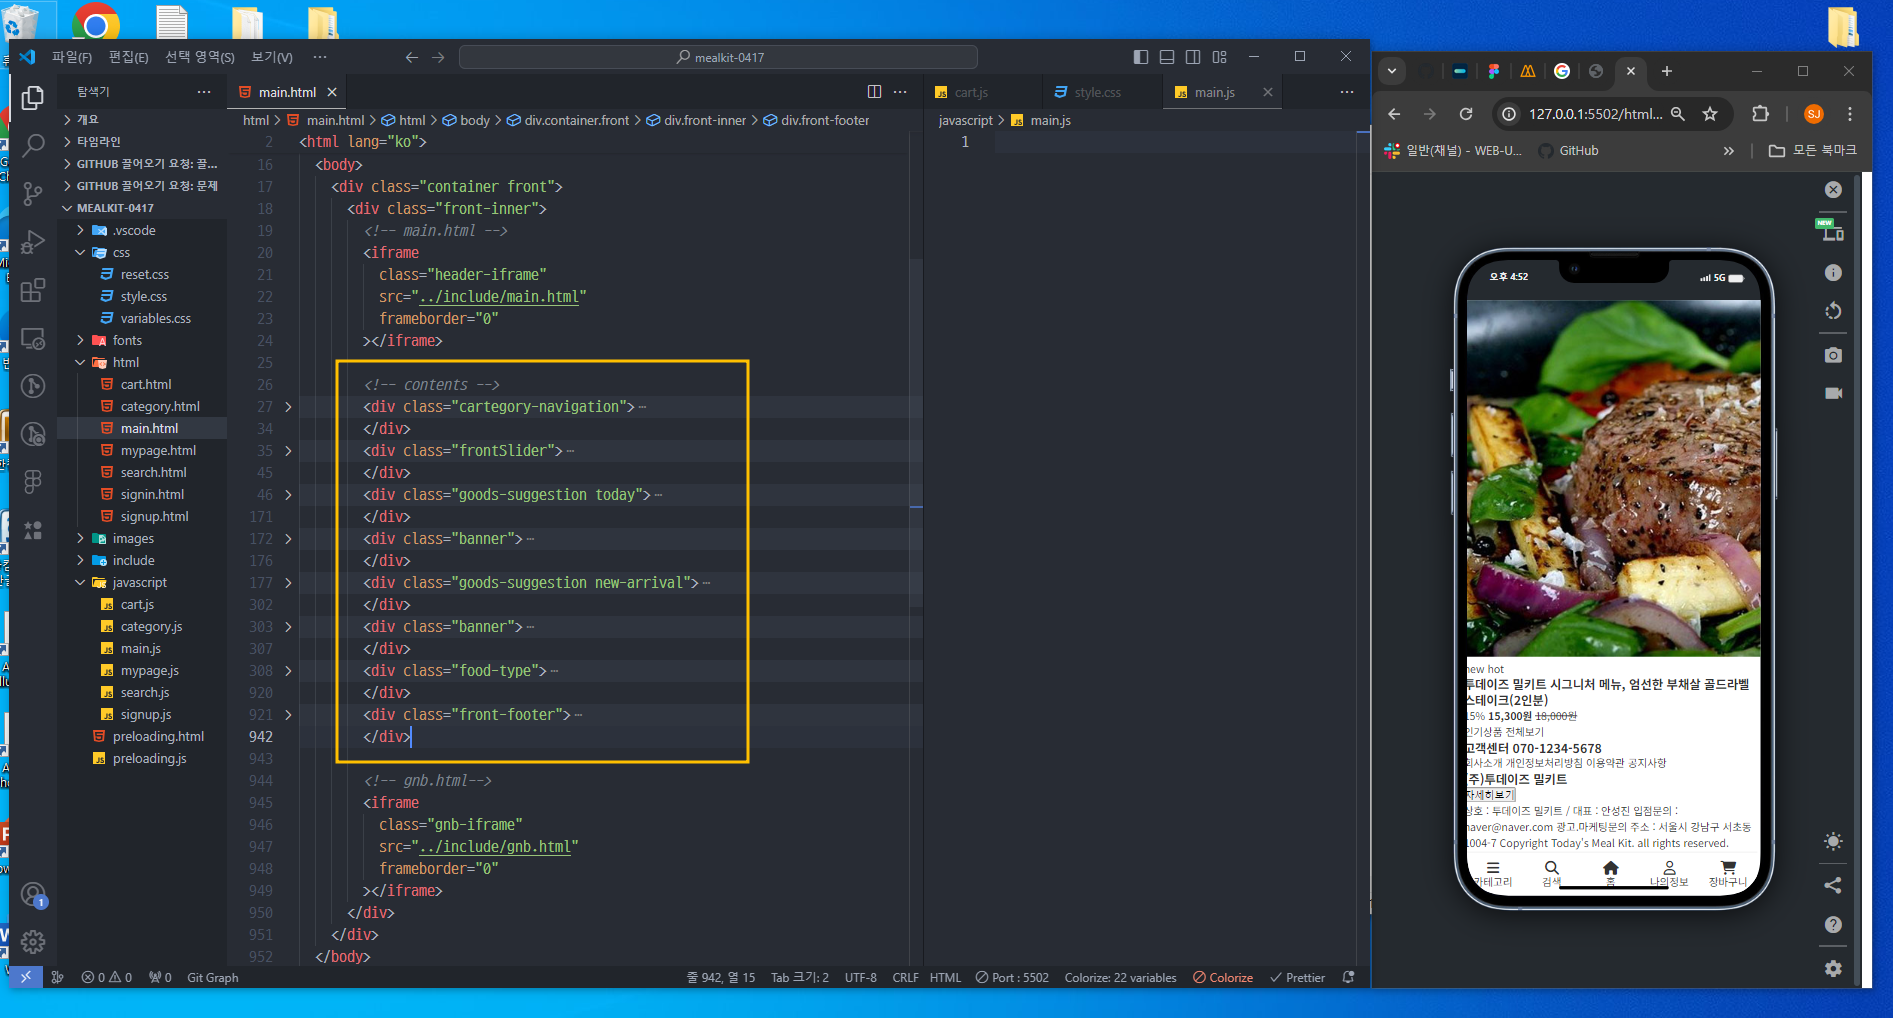 파일(F) 편집(E) 선택 영역(S) 보기(V) ···
mealkit-0417
탐색기 ···
개요
타임라인
GITHUB 끌어오기 요청: 끌...
GITHUB 끌어오기 요청: 문제
MEALKIT-0417
.vscode
css
reset.css
style.css
variables.css
fonts
html
cart.html
category.html
main.html
mypage.html
search.html
signin.html
signup.html
images
include
javascript
cart.js
category.js
main.js
mypage.js
search.js
signup.js
preloading.html
preloading.js
main.html
html > main.html > html > body > div.container.front > div.front-inner > div.front-footer
2 <html lang="ko">
16 <body>
17 <div class="container front">
18 <div class="front-inner">
19 <!-- main.html -->
20 <iframe
21 class="header-iframe"
22 src="../include/main.html"
23 frameborder="0"
24 ></iframe>
25
26 <!-- contents -->
27 <div class="cartegory-navigation">···
34 </div>
35 <div class="frontSlider">···
45 </div>
46 <div class="goods-suggestion today">···
171 </div>
172 <div class="banner">···
176 </div>
177 <div class="goods-suggestion new-arrival">···
302 </div>
303 <div class="banner">···
307 </div>
308 <div class="food-type">···
920 </div>
921 <div class="front-footer">···
942 </div>
943
944 <!-- gnb.html-->
945 <iframe
946 class="gnb-iframe"
947 src="../include/gnb.html"
948 frameborder="0"
949 ></iframe>
950 </div>
951 </div>
952 </body>
cart.js style.css main.js
javascript > main.js
1
1
0 0 0 Git Graph
줄 942, 열 15 Tab 크기: 2 UTF-8 CRLF HTML Port : 5502 Colorize: 22 variables Colorize Prettier
127.0.0.1:5502/html... SJ
일반(채널) - WEB-U... GitHub » 모든 북마크
NEW
오후 4:52 5G
new hot
투데이즈 밀키트 시그니처 메뉴, 엄선한 부채살 골드라벨
스테이크(2인분)
15% 15,300원 18,000원
인기상품 전체보기
고객센터 070-1234-5678
회사소개 개인정보처리방침 이용약관 공지사항
(주)투데이즈 밀키트
자세히보기
상호 : 투데이즈 밀키트 / 대표 : 안성진 입점문의 :
naver@naver.com 광고.마케팅문의 주소 : 서울시 강남구 서초동
1004-7 Copyright Today's Meal Kit. all rights reserved.
카테고리 검색 홈 나의정보 장바구니